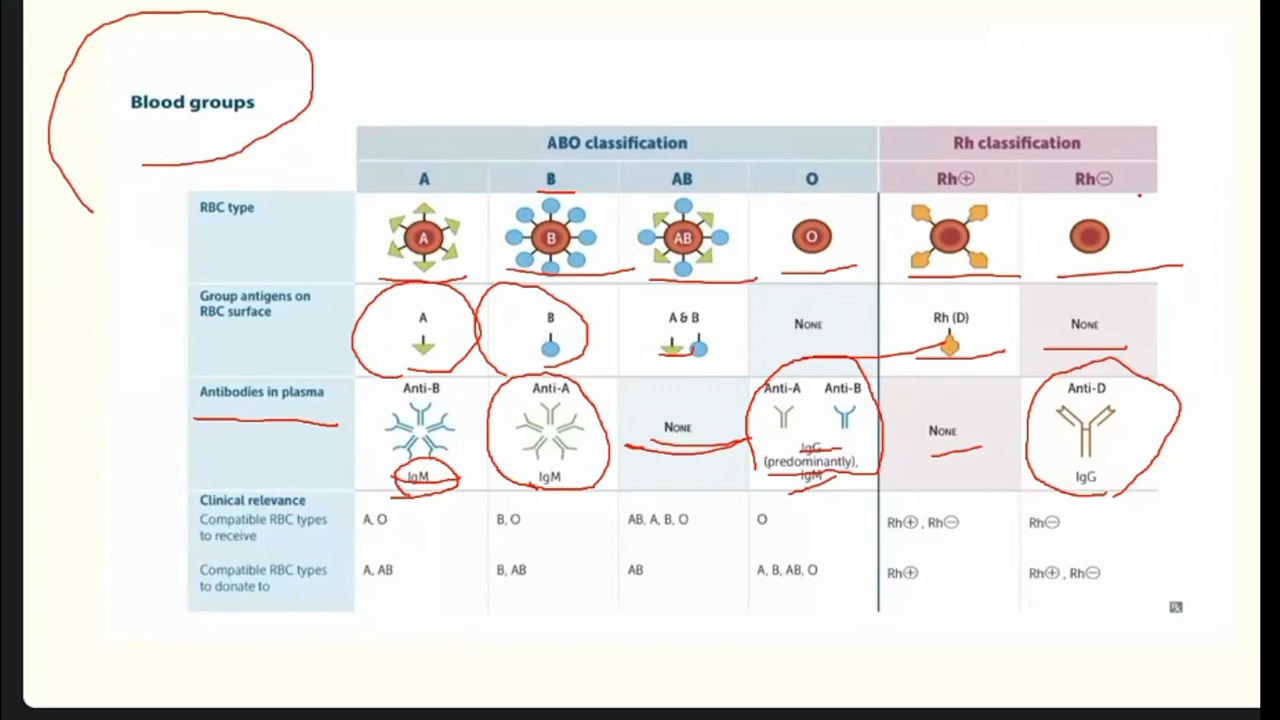 Blood groups
ABO classification
Rh classification
A
B
AB
O
Rh⊕
Rh⊖
RBC type
A
B
AB
O
Group antigens on
RBC surface
A
B
A & B
NONE
Rh (D)
NONE
Antibodies in plasma
Anti-B
IgM
Anti-A
IgM
NONE
Anti-A
Anti-B
IgG
(predominantly),
IgM
NONE
Anti-D
IgG
Clinical relevance
Compatible RBC types
to receive
A, O
B, O
AB, A, B, O
O
Rh⊕, Rh⊖
Rh⊖
Compatible RBC types
to donate to
A, AB
B, AB
AB
A, B, AB, O
Rh⊕
Rh⊕, Rh⊖